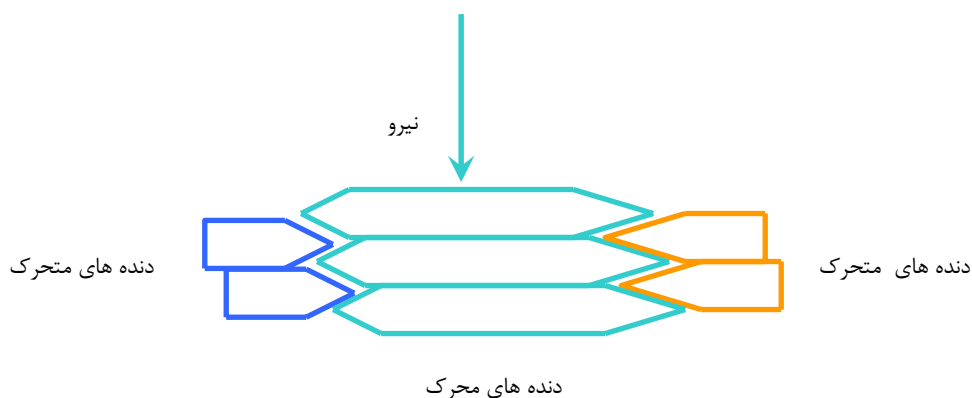 نیرو
دنده های متحرک
دنده های متحرک
دنده های محرک